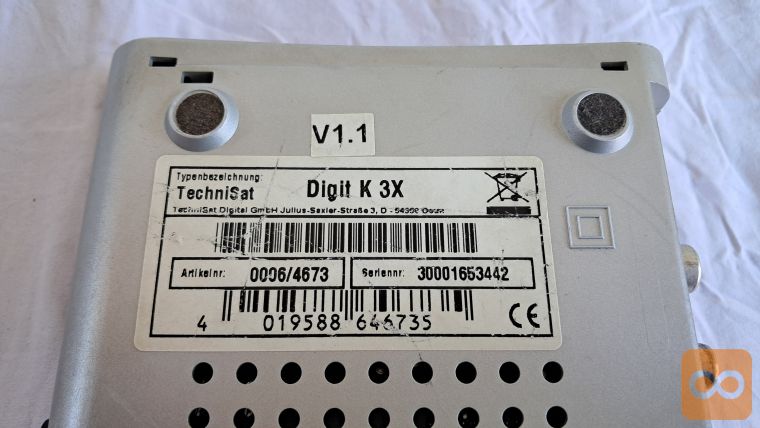 V1.1
Typenbezeichnung:
TechniSat Digit K 3X
TechniSat Digital GmbH Julius-Saxler-Straße 3, D - 54550 Daun
Artikelnr: 0006/4673 Seriennr: 30001653442
4 019588 646735
CE